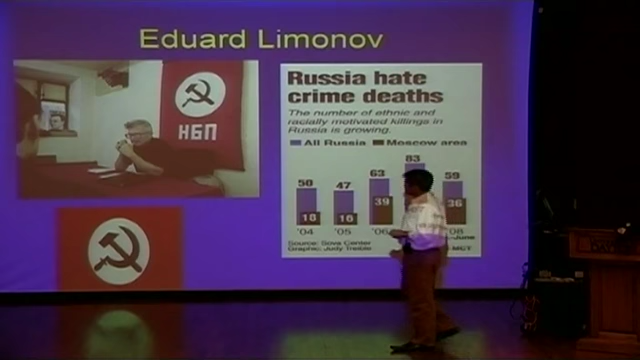 Eduard Limonov
НБП
Russia hate
crime deaths
The number of ethnic and
racially motivated killings in
Russia is growing.
All Russia Moscow area
50 47 63 83 59
18 16 39 36
'04 '05 '06 '08
Source: Sova Center
Graphic: Judy Treible
MCT